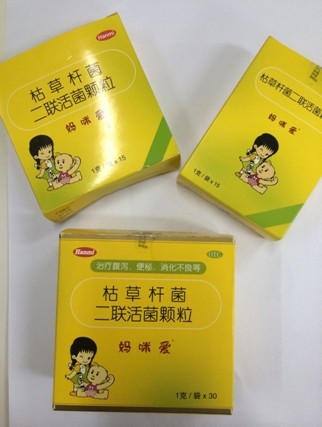 Hanmi
枯草杆菌
二联活菌颗粒
妈咪爱
1克/袋x15
枯草杆菌二联活菌
妈咪爱
1克/袋x15
Hanmi
OTC
治疗腹泻、便秘、消化不良等
枯草杆菌
二联活菌颗粒
妈咪爱
1克/袋x30